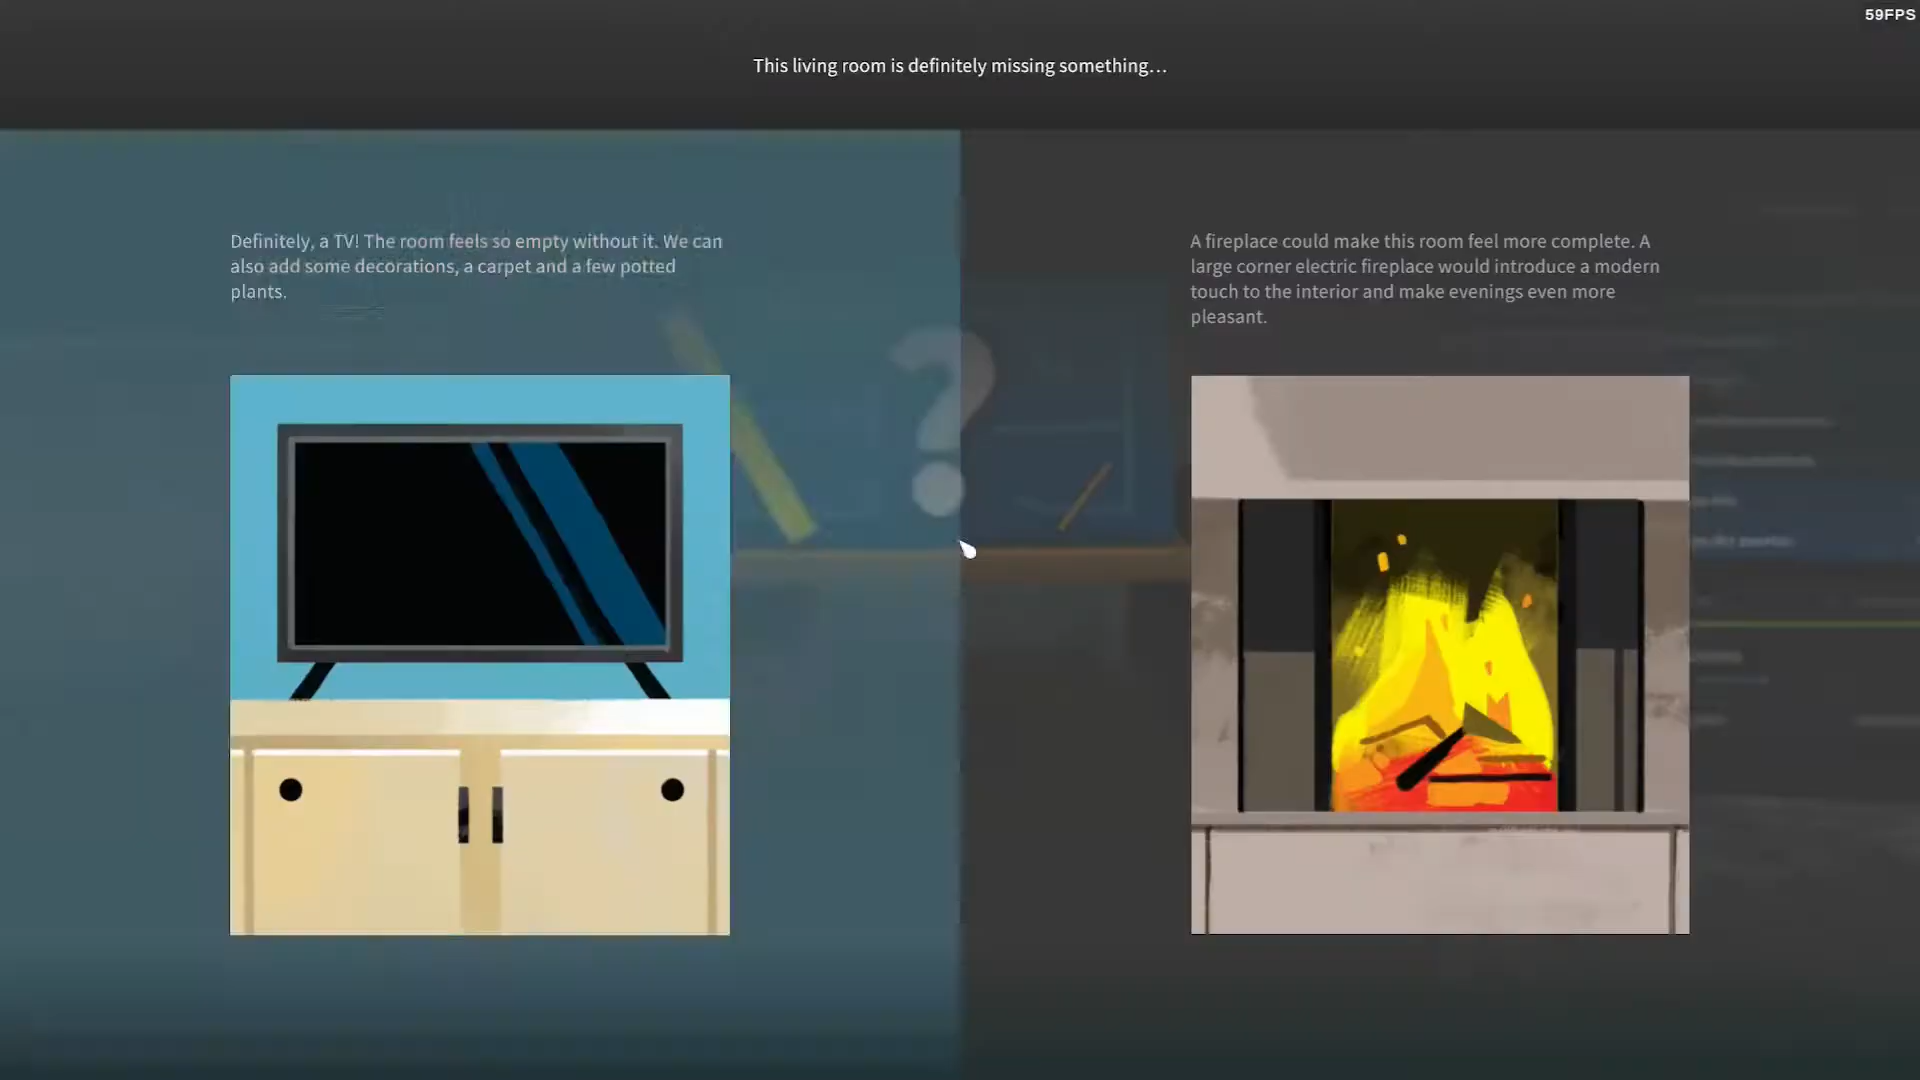 59FPS
This living room is definitely missing something...
Definitely, a TV! The room feels so empty without it. We can
also add some decorations, a carpet and a few potted
plants.
A fireplace could make this room feel more complete. A
large corner electric fireplace would introduce a modern
touch to the interior and make evenings even more
pleasant.
?